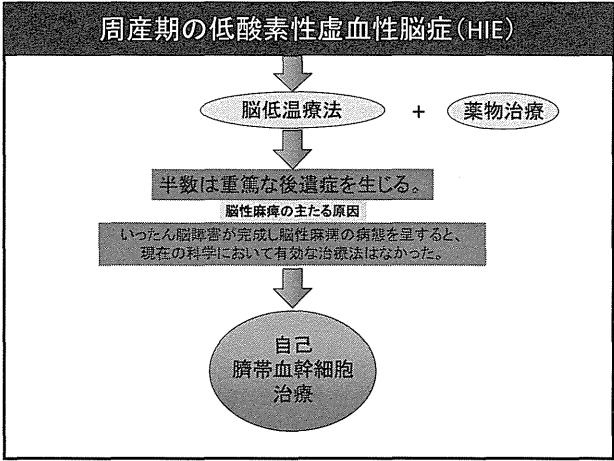 周産期の低酸素性虚血性脳症(HIE)
脳低温療法 + 薬物治療
半数は重篤な後遺症を生じる。
脳性麻痺の主たる原因
いったん脳障害が完成し脳性麻痺の病態を呈すると、
現在の科学において有効な治療法はなかった。
自己
臍帯血幹細胞
治療